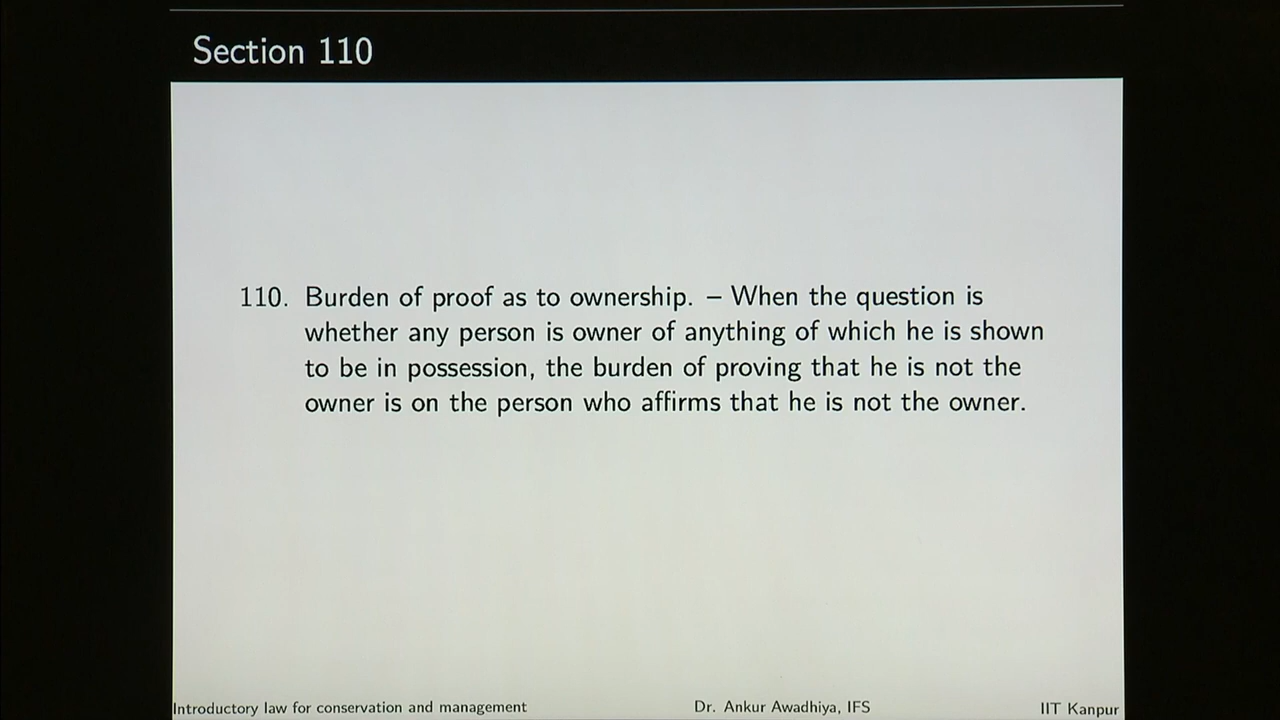 Section 110
110. Burden of proof as to ownership. – When the question is
whether any person is owner of anything of which he is shown
to be in possession, the burden of proving that he is not the
owner is on the person who affirms that he is not the owner.
Introductory law for conservation and management Dr. Ankur Awadhiya, IFS IIT Kanpur